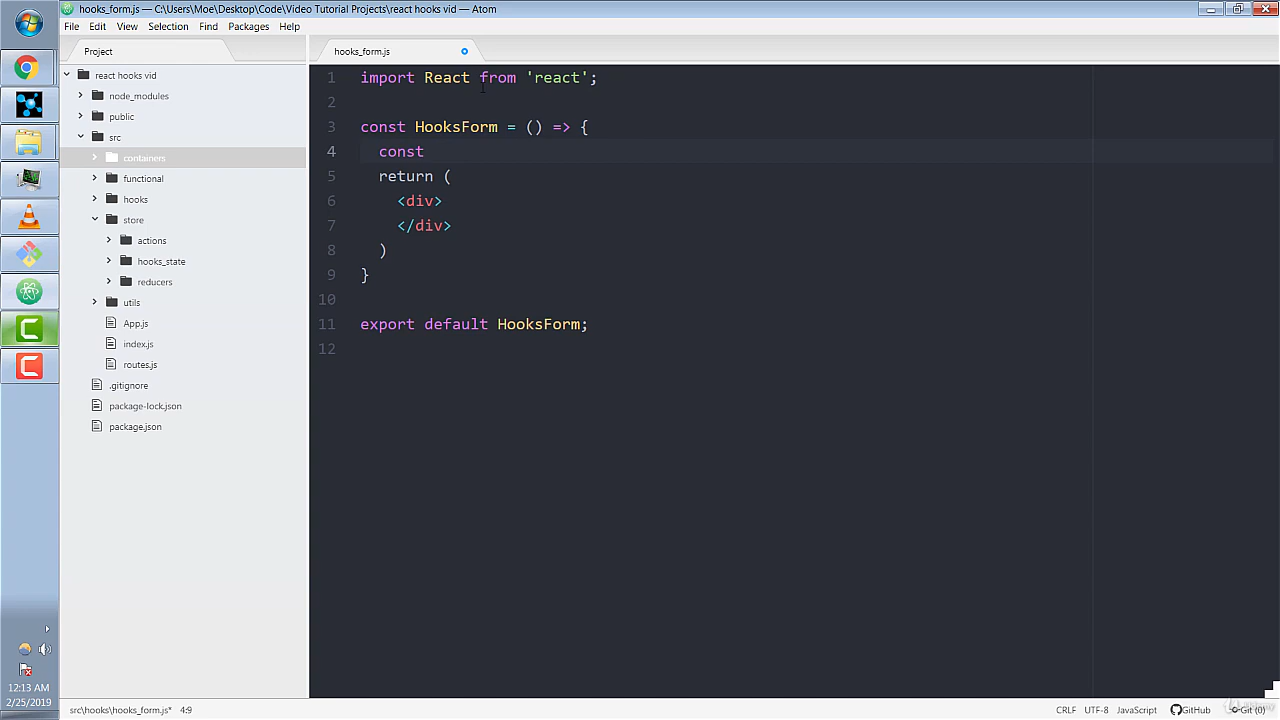 hooks_form.js — C:\Users\Moe\Desktop\Code\Video Tutorial Projects\react hooks vid — Atom
File Edit View Selection Find Packages Help
Project
hooks_form.js
react hooks vid
node_modules
public
src
containers
functional
hooks
store
actions
hooks_state
reducers
utils
App.js
index.js
routes.js
.gitignore
package-lock.json
package.json
1 import React from 'react';
2
3 const HooksForm = () => {
4 const
5 return (
6 <div>
7 </div>
8 )
9 }
10
11 export default HooksForm;
12
12:13 AM
2/25/2019
src\hooks\hooks_form.js* 4:9
CRLF UTF-8 JavaScript GitHub Git (0)